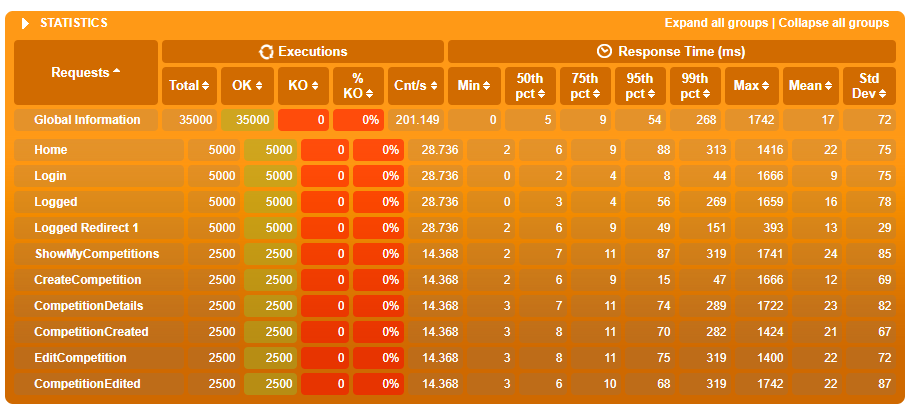 STATISTICS Expand all groups | Collapse all groups
Requests Executions Response Time (ms)
Total OK KO % KO Cnt/s Min 50th pct 75th pct 95th pct 99th pct Max Mean Std Dev
Global Information 35000 35000 0 0% 201.149 0 5 9 54 268 1742 17 72
Home 5000 5000 0 0% 28.736 2 6 9 88 313 1416 22 75
Login 5000 5000 0 0% 28.736 0 2 4 8 44 1666 9 75
Logged 5000 5000 0 0% 28.736 0 3 4 56 269 1659 16 78
Logged Redirect 1 5000 5000 0 0% 28.736 2 6 9 49 151 393 13 29
ShowMyCompetitions 2500 2500 0 0% 14.368 2 7 11 87 319 1741 24 85
CreateCompetition 2500 2500 0 0% 14.368 2 6 9 15 47 1666 12 69
CompetitionDetails 2500 2500 0 0% 14.368 3 7 11 74 289 1722 23 82
CompetitionCreated 2500 2500 0 0% 14.368 3 8 11 70 282 1424 21 67
EditCompetition 2500 2500 0 0% 14.368 3 8 11 75 319 1400 22 72
CompetitionEdited 2500 2500 0 0% 14.368 3 6 10 68 319 1742 22 87